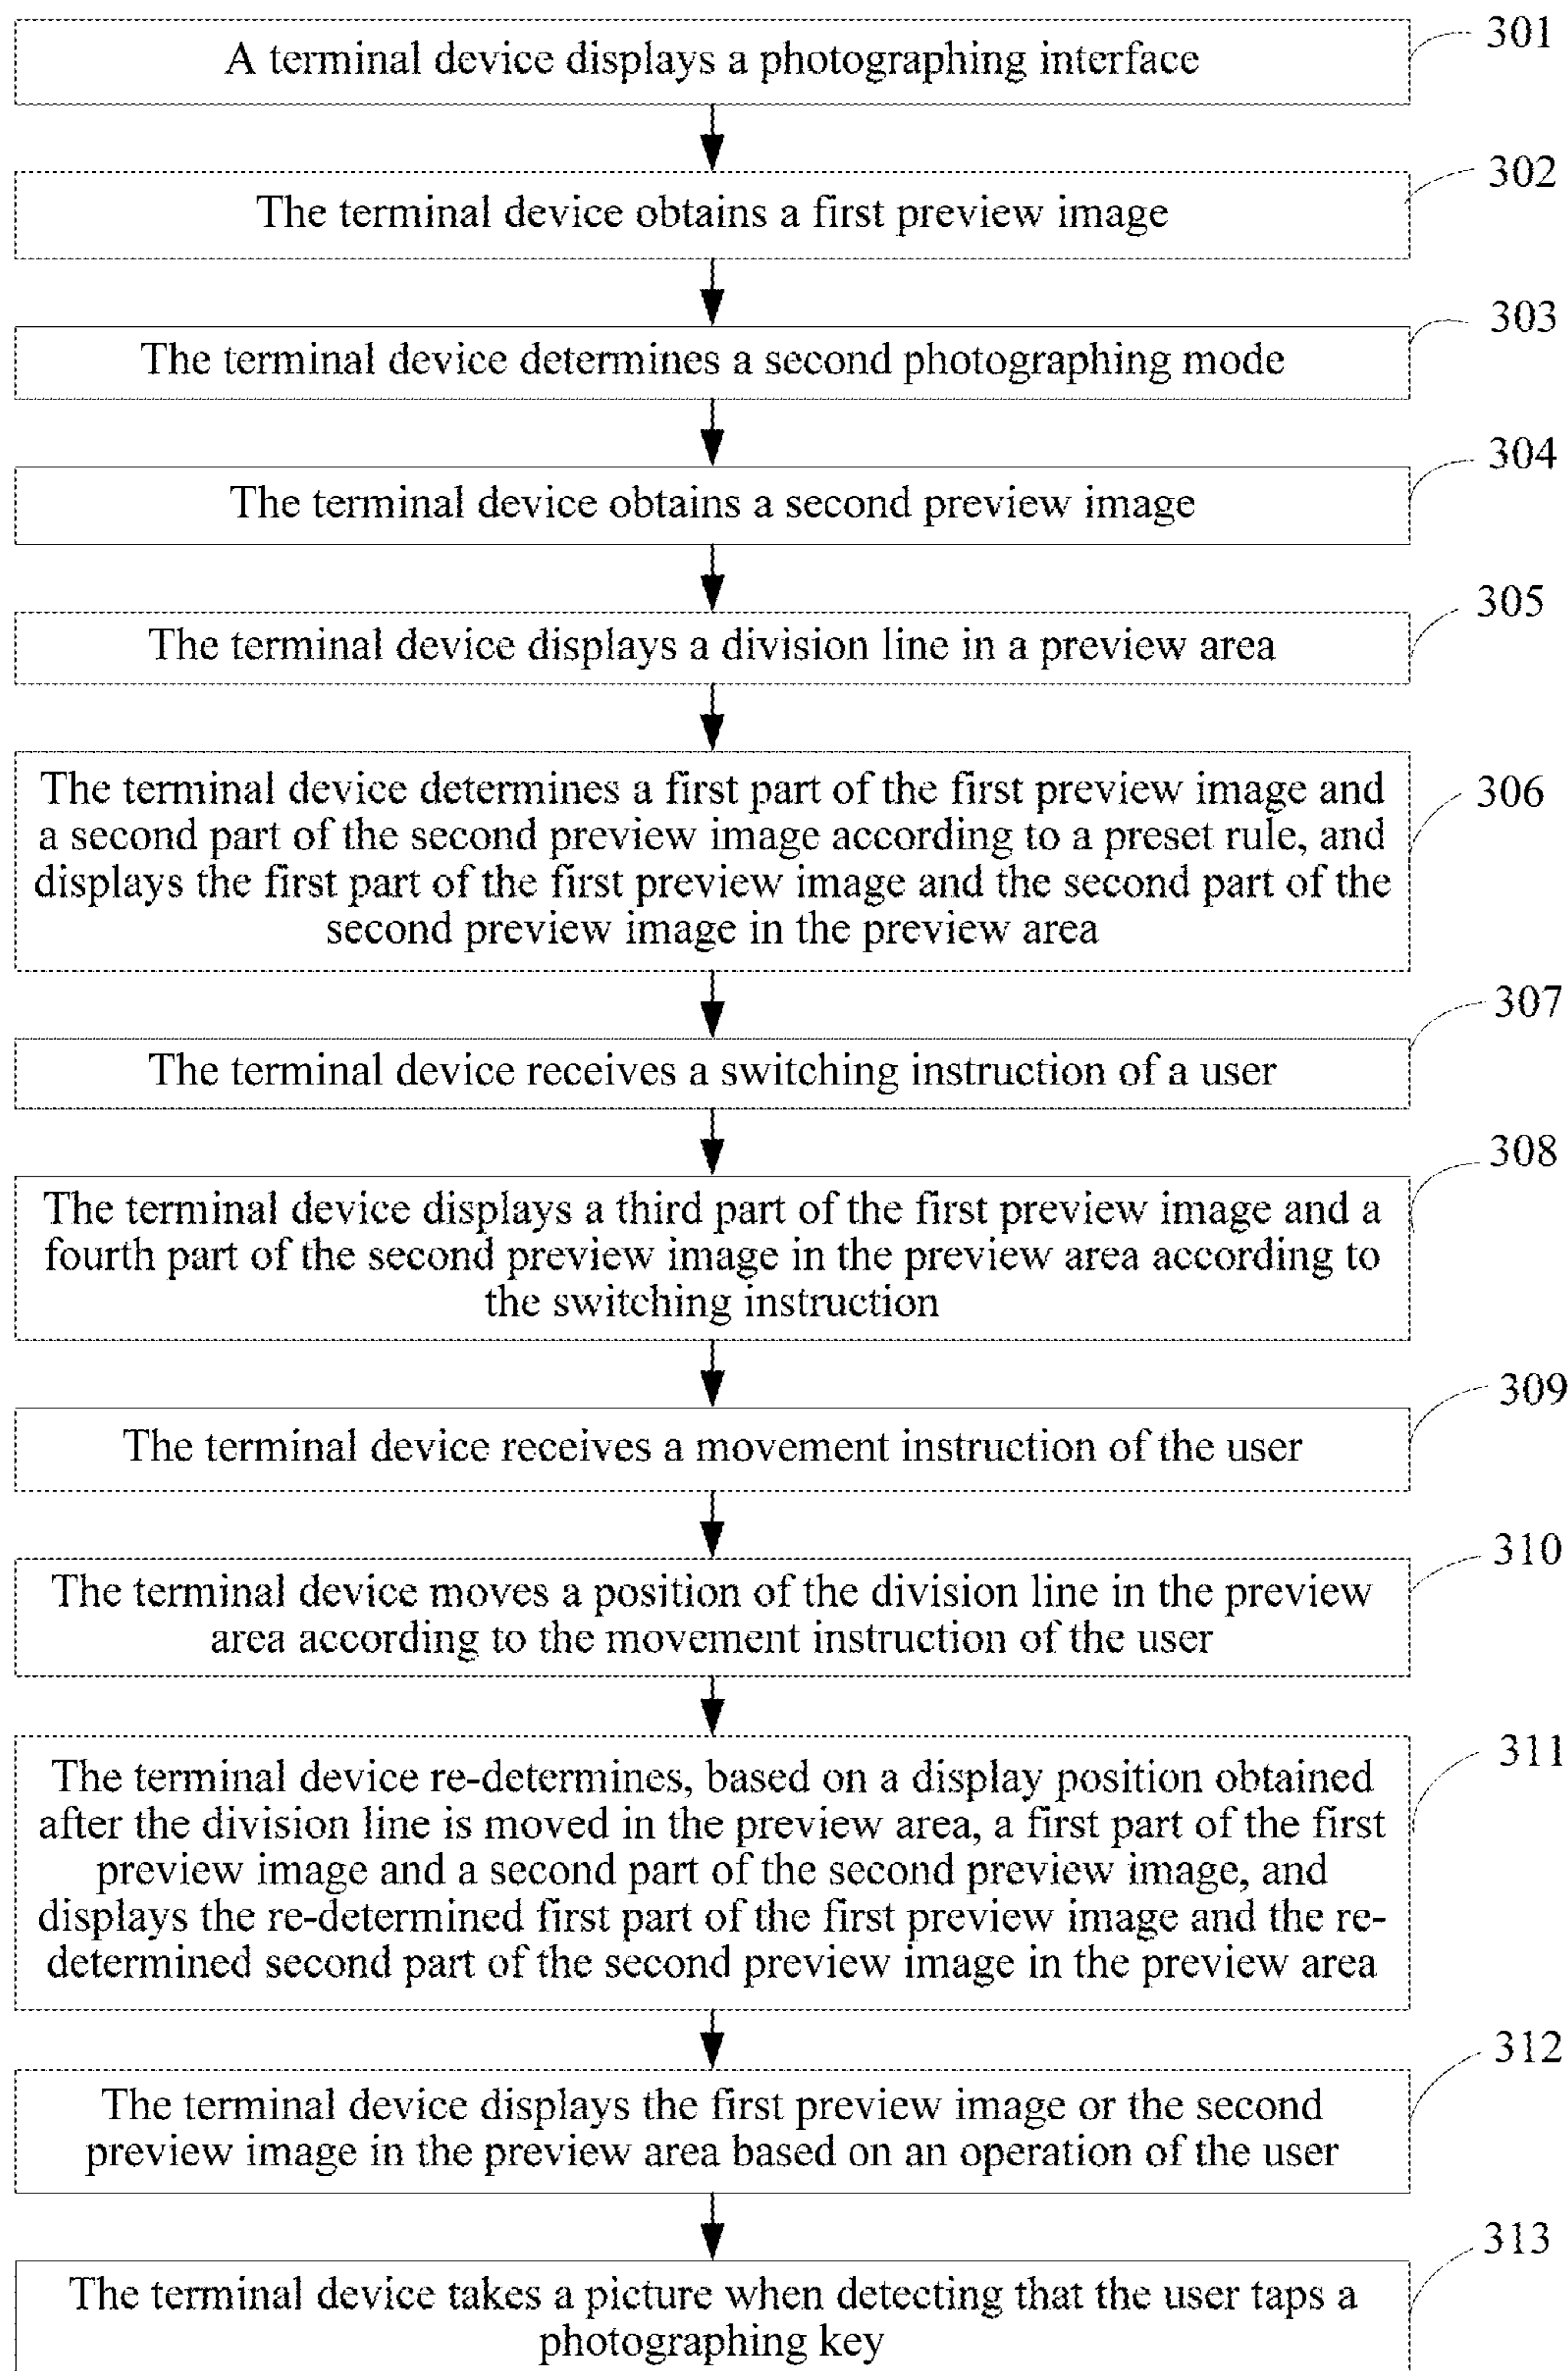 A terminal device displays a photographing interface
301
The terminal device obtains a first preview image
302
The terminal device determines a second photographing mode
303
The terminal device obtains a second preview image
304
The terminal device displays a division line in a preview area
305
The terminal device determines a first part of the first preview image and
a second part of the second preview image according to a preset rule, and
displays the first part of the first preview image and the second part of the
second preview image in the preview area
306
The terminal device receives a switching instruction of a user
307
The terminal device displays a third part of the first preview image and a
fourth part of the second preview image in the preview area according to
the switching instruction
308
The terminal device receives a movement instruction of the user
309
The terminal device moves a position of the division line in the preview
area according to the movement instruction of the user
310
The terminal device re-determines, based on a display position obtained
after the division line is moved in the preview area, a first part of the first
preview image and a second part of the second preview image, and
displays the re-determined first part of the first preview image and the re-
determined second part of the second preview image in the preview area
311
The terminal device displays the first preview image or the second
preview image in the preview area based on an operation of the user
312
The terminal device takes a picture when detecting that the user taps a
photographing key
313